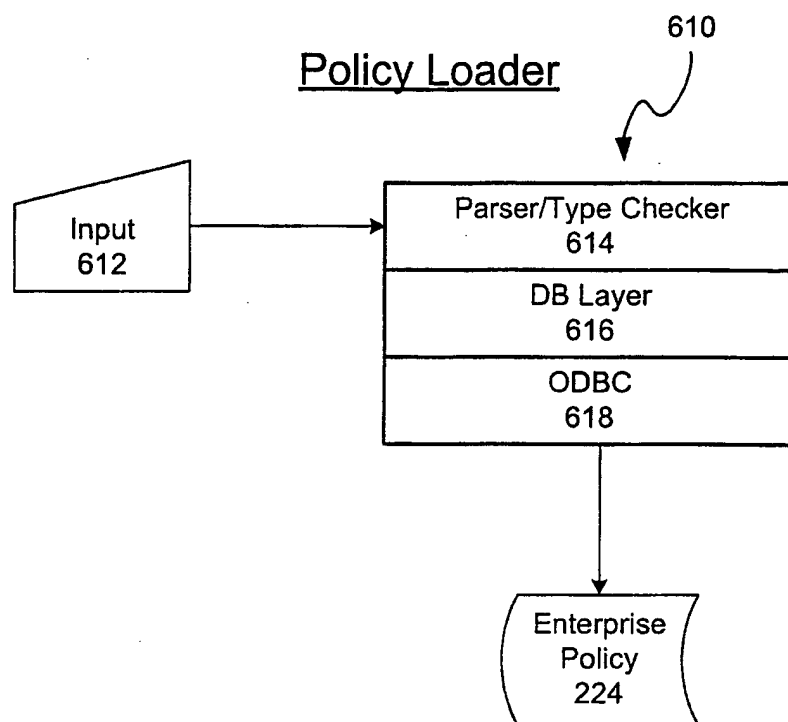 610
Policy Loader
Input
612
Parser/Type Checker
614
DB Layer
616
ODBC
618
Enterprise
Policy
224